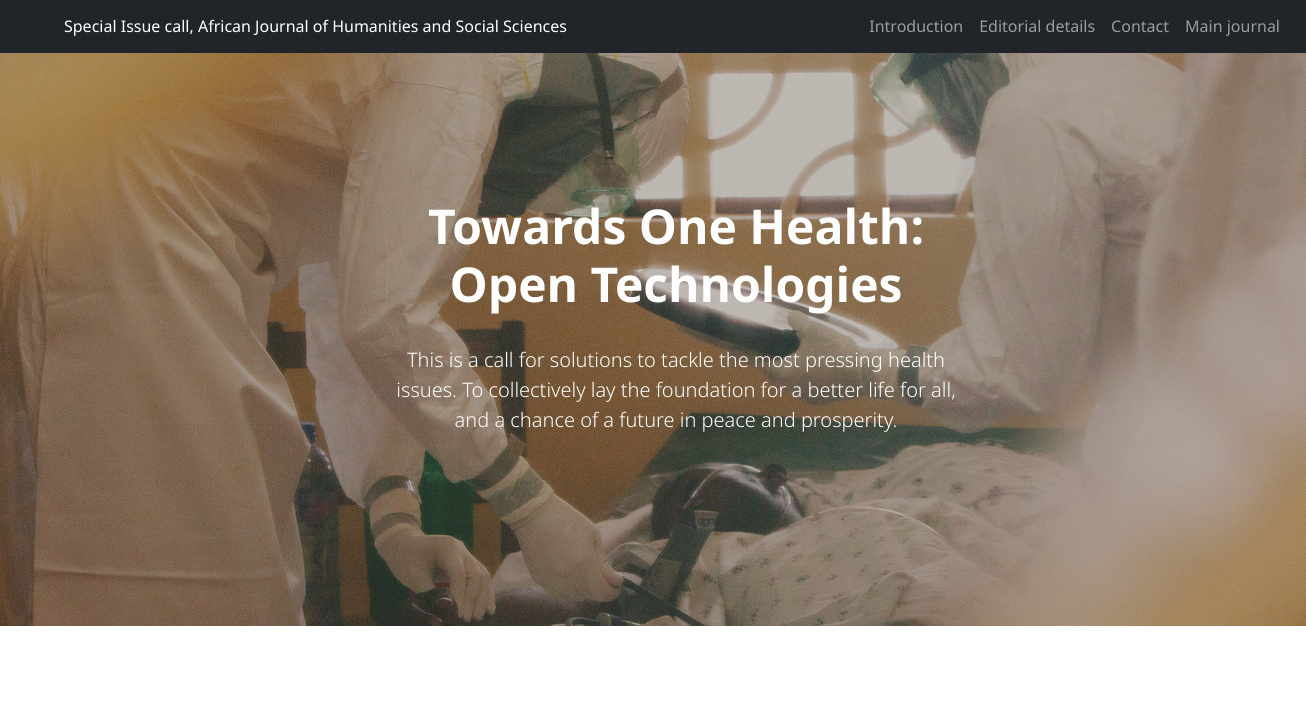 Special Issue call, African Journal of Humanities and Social Sciences
Introduction Editorial details Contact Main journal
Towards One Health:
Open Technologies
This is a call for solutions to tackle the most pressing health
issues. To collectively lay the foundation for a better life for all,
and a chance of a future in peace and prosperity.